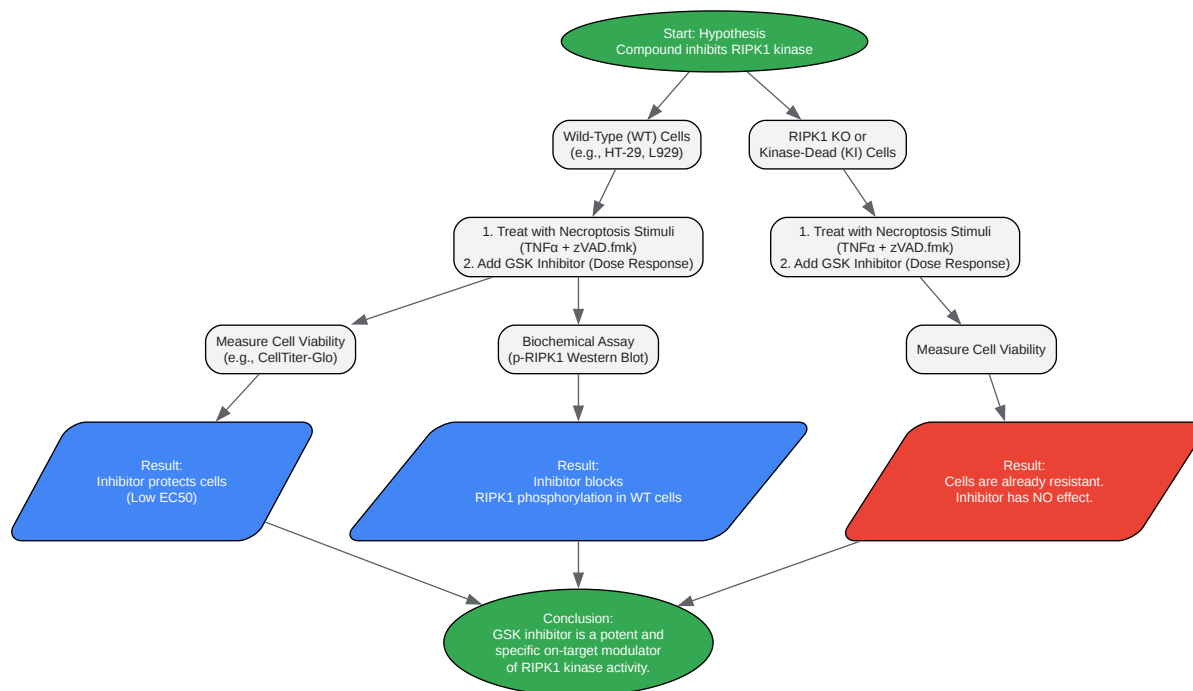 Start: Hypothesis
Compound inhibits RIPK1 kinase
Wild-Type (WT) Cells
(e.g., HT-29, L929)
RIPK1 KO or
Kinase-Dead (KI) Cells
1. Treat with Necroptosis Stimuli
(TNFα + zVAD.fmk)
2. Add GSK Inhibitor (Dose Response)
1. Treat with Necroptosis Stimuli
(TNFα + zVAD.fmk)
2. Add GSK Inhibitor (Dose Response)
Measure Cell Viability
(e.g., CellTiter-Glo)
Biochemical Assay
(p-RIPK1 Western Blot)
Measure Cell Viability
Result:
Inhibitor protects cells
(Low EC50)
Result:
Inhibitor blocks
RIPK1 phosphorylation in WT cells
Result:
Cells are already resistant.
Inhibitor has NO effect.
Conclusion:
GSK inhibitor is a potent and
specific on-target modulator
of RIPK1 kinase activity.